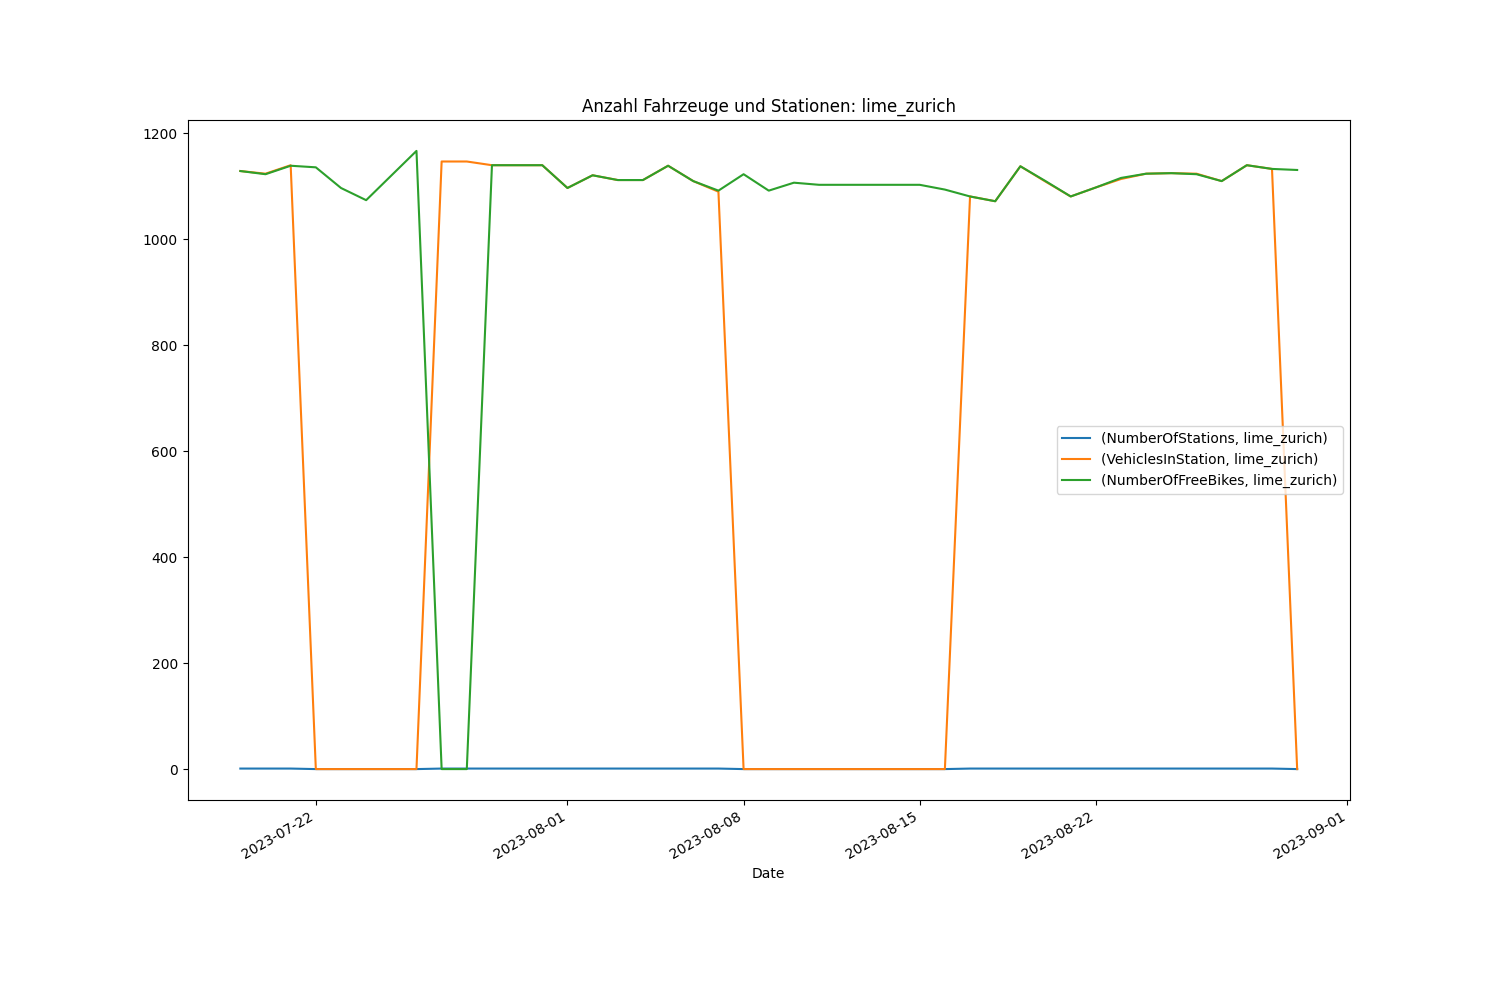 Anzahl Fahrzeuge und Stationen: lime_zurich
1200
1000
800
600
400
200
0
(NumberOfStations, lime_zurich)
(VehiclesInStation, lime_zurich)
(NumberOfFreeBikes, lime_zurich)
2023-07-22
2023-08-01
2023-08-08
2023-08-15
2023-08-22
2023-09-01
Date